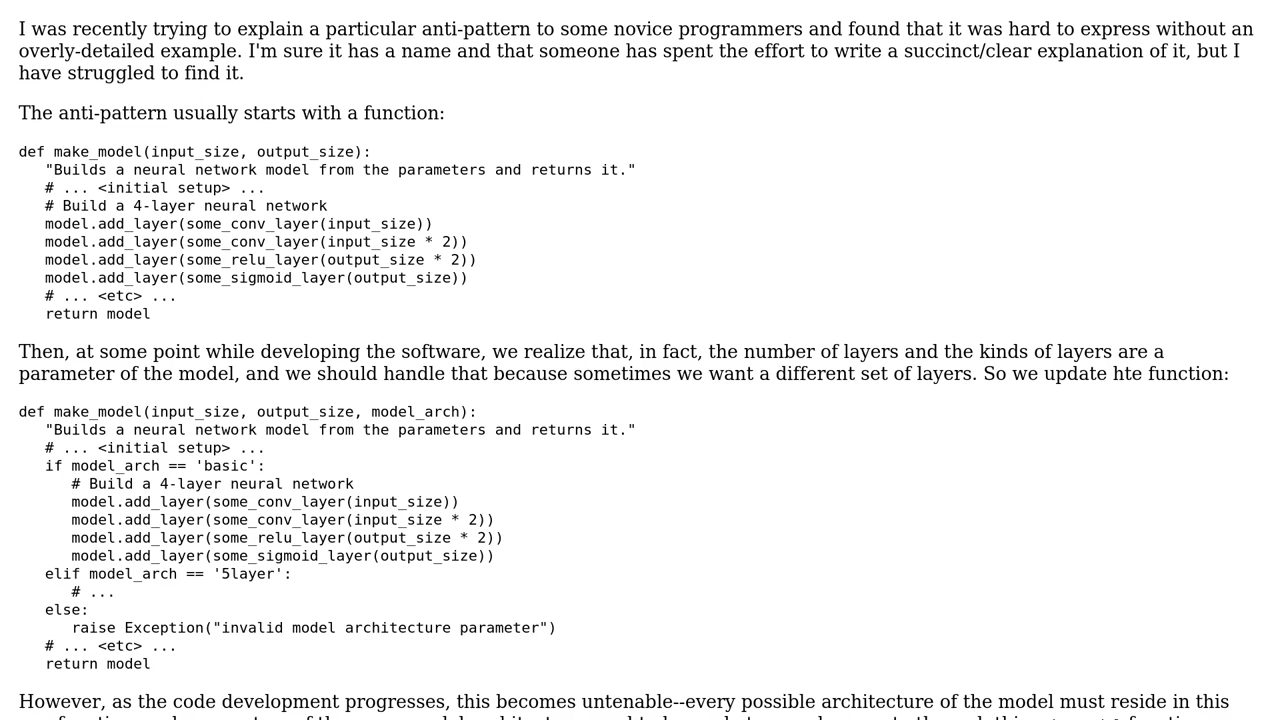 I was recently trying to explain a particular anti-pattern to some novice programmers and found that it was hard to express without an
overly-detailed example. I'm sure it has a name and that someone has spent the effort to write a succinct/clear explanation of it, but I
have struggled to find it.
The anti-pattern usually starts with a function:
def make_model(input_size, output_size):
   "Builds a neural network model from the parameters and returns it."
   # ... <initial setup> ...
   # Build a 4-layer neural network
   model.add_layer(some_conv_layer(input_size))
   model.add_layer(some_conv_layer(input_size * 2))
   model.add_layer(some_relu_layer(output_size * 2))
   model.add_layer(some_sigmoid_layer(output_size))
   # ... <etc> ...
   return model
Then, at some point while developing the software, we realize that, in fact, the number of layers and the kinds of layers are a
parameter of the model, and we should handle that because sometimes we want a different set of layers. So we update hte function:
def make_model(input_size, output_size, model_arch):
   "Builds a neural network model from the parameters and returns it."
   # ... <initial setup> ...
   if model_arch == 'basic':
      # Build a 4-layer neural network
      model.add_layer(some_conv_layer(input_size))
      model.add_layer(some_conv_layer(input_size * 2))
      model.add_layer(some_relu_layer(output_size * 2))
      model.add_layer(some_sigmoid_layer(output_size))
   elif model_arch == '5layer':
      # ...
   else:
      raise Exception("invalid model architecture parameter")
   # ... <etc> ...
   return model
However, as the code development progresses, this becomes untenable--every possible architecture of the model must reside in this